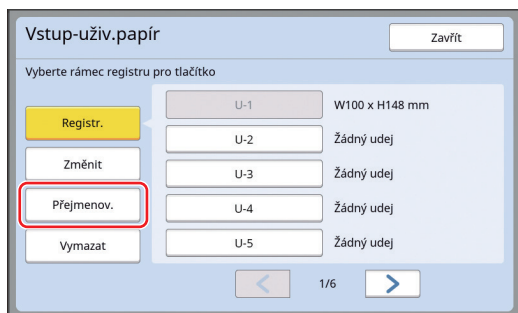 Vstup-uživ.papír
Zavřít
Vyberte rámec registru pro tlačítko
Registr.
Změnit
Přejmenov.
Vymazat
U-1 W100 x H148 mm
U-2 Žádný udej
U-3 Žádný udej
U-4 Žádný udej
U-5 Žádný udej
1/6